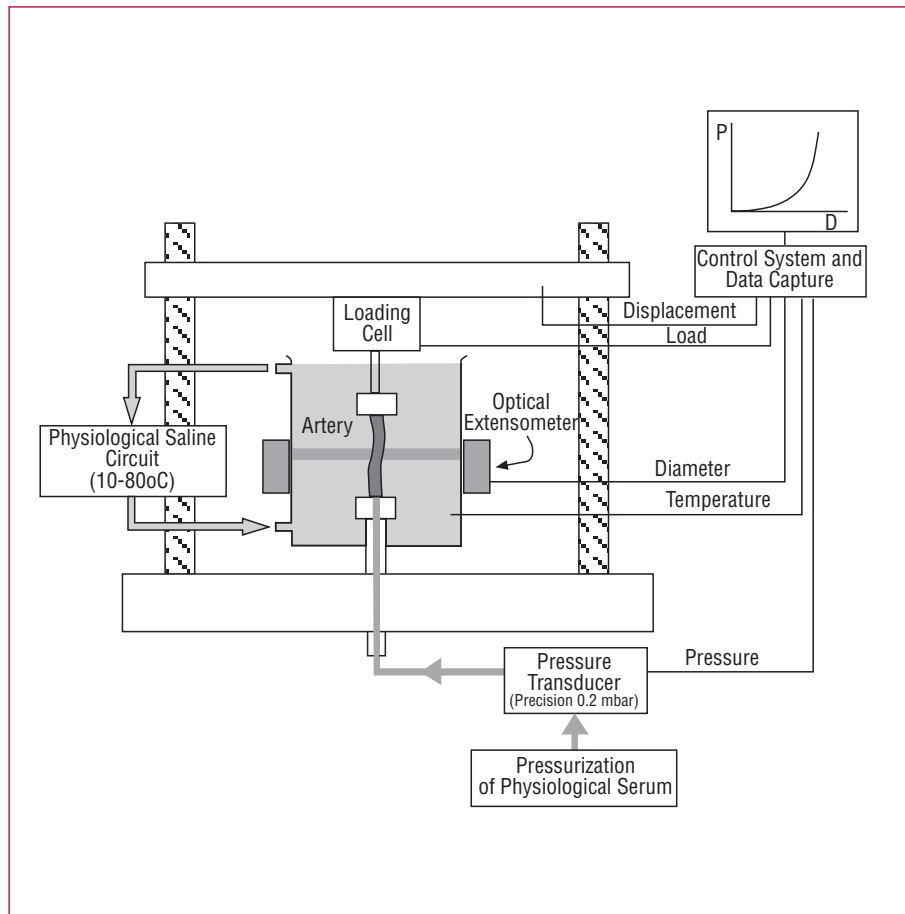 P
D
Control System and
Data Capture
Displacement
Load
Loading
Cell
Artery
Optical
Extensometer
Physiological Saline
Circuit
(10-80oC)
Diameter
Temperature
Pressure
Pressure
Transducer
(Precision 0.2 mbar)
Pressurization
of Physiological Serum